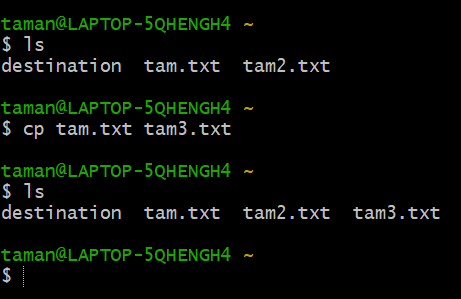 taman@LAPTOP-5QHENGH4 ~
$ ls
destination  tam.txt  tam2.txt
taman@LAPTOP-5QHENGH4 ~
$ cp tam.txt tam3.txt
taman@LAPTOP-5QHENGH4 ~
$ ls
destination  tam.txt  tam2.txt  tam3.txt
taman@LAPTOP-5QHENGH4 ~
$